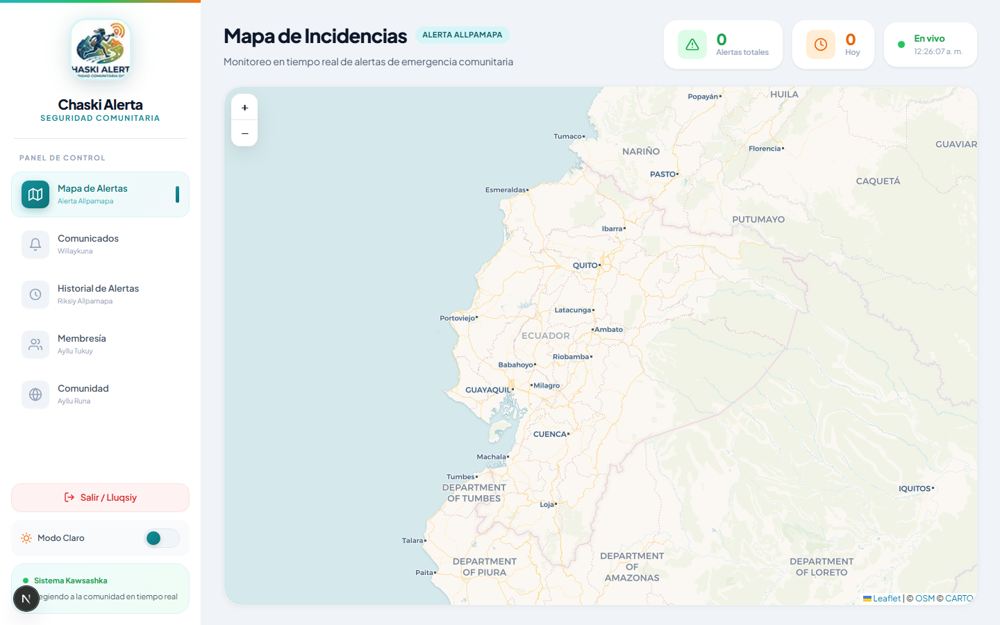 HASKI ALERT
Chaski Alerta
SEGURIDAD COMUNITARIA
PANEL DE CONTROL
Mapa de Alertas
Alerta Allpamapa
Comunicados
Willaykuna
Historial de Alertas
Riksiy Allpamapa
Membresía
Ayllu Tukuy
Comunidad
Ayllu Runa
Salir / Lluqsiy
Modo Claro
Sistema Kawsashka
egiendo a la comunidad en tiempo real
N
Mapa de Incidencias
ALERTA ALLPAMAPA
Monitoreo en tiempo real de alertas de emergencia comunitaria
0
Alertas totales
0
Hoy
En vivo
12:26:07 a. m.
+
−
Popayán
HUILA
Tumaco
NARIÑO
Florencia
GUAVIAR
PASTO
CAQUETÁ
Esmeraldas
PUTUMAYO
Ibarra
QUITO
Latacunga
Portoviejo
Ambato
ECUADOR
Riobamba
Babahoyo
Milagro
GUAYAQUIL
CUENCA
Machala
Tumbes
DEPARTMENT
OF TUMBES
IQUITOS
Loja
Talara
DEPARTMENT
OF PIURA
DEPARTMENT
OF
AMAZONAS
DEPARTMENT
OF LORETO
Paita
Leaflet | © OSM © CARTO